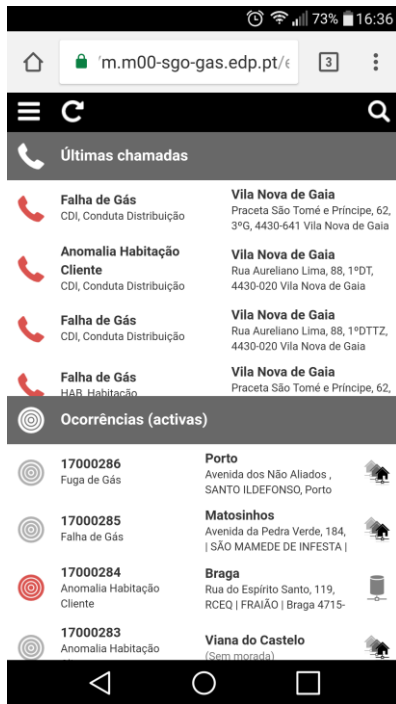 73% 16:36
m.m00-sgo-gas.edp.pt/e
3
Últimas chamadas
Falha de Gás
CDI, Conduta Distribuição
Vila Nova de Gaia
Praceta São Tomé e Príncipe, 62,
3ºG, 4430-641 Vila Nova de Gaia
Anomalia Habitação
Cliente
CDI, Conduta Distribuição
Vila Nova de Gaia
Rua Aureliano Lima, 88, 1ºDT,
4430-020 Vila Nova de Gaia
Falha de Gás
CDI, Conduta Distribuição
Vila Nova de Gaia
Rua Aureliano Lima, 88, 1ºDTTZ,
4430-020 Vila Nova de Gaia
Falha de Gás
HAB, Habitação
Vila Nova de Gaia
Praceta São Tomé e Príncipe, 62,
Ocorrências (activas)
17000286
Fuga de Gás
Porto
Avenida dos Não Aliados ,
SANTO ILDEFONSO, Porto
17000285
Falha de Gás
Matosinhos
Avenida da Pedra Verde, 184,
| SÃO MAMEDE DE INFESTA |
17000284
Anomalia Habitação
Cliente
Braga
Rua do Espírito Santo, 119,
RCEQ | FRAIÃO | Braga 4715-
17000283
Anomalia Habitação
Viana do Castelo
(Sem morada)